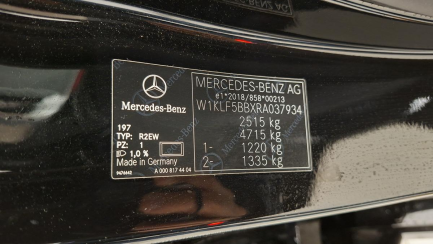 Mercedes-Benz
197
TYP: R2EW
PZ: 1
1,0 %
Made in Germany
A 000 817 44 04
MERCEDES-BENZ AG
e1*2018/858*00213
W1KLF5BBXRA037934
2515 kg
4715 kg
1- 1220 kg
2- 1335 kg